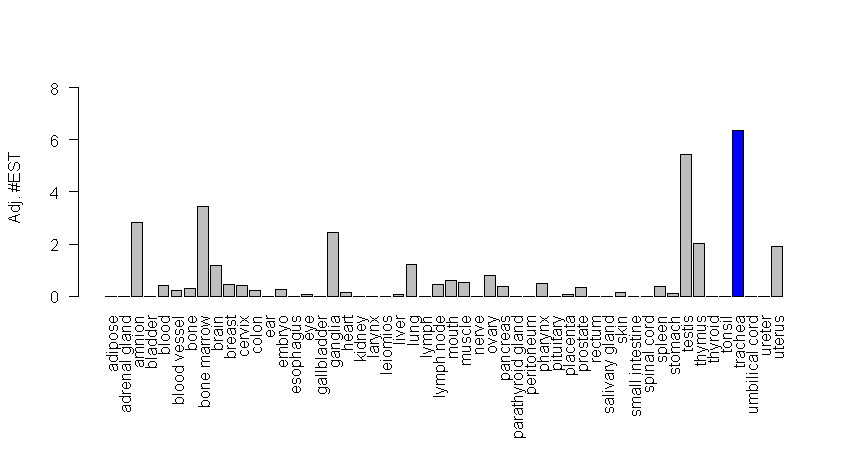 8
6
4
2
0
Adj. #EST
adipose
adrenal gland
amnion
bladder
blood
blood vessel
bone
bone marrow
brain
breast
cervix
colon
ear
embryo
esophagus
eye
gallbladder
ganglia
heart
kidney
larynx
leiomios
liver
lung
lymph
lymph node
mouth
muscle
nerve
ovary
pancreas
parathyroid gland
peritoneum
pharynx
pituitary
placenta
prostate
rectum
salivary gland
skin
small intestine
spinal cord
spleen
stomach
testis
thymus
thyroid
tonsil
trachea
umbilical cord
ureter
uterus